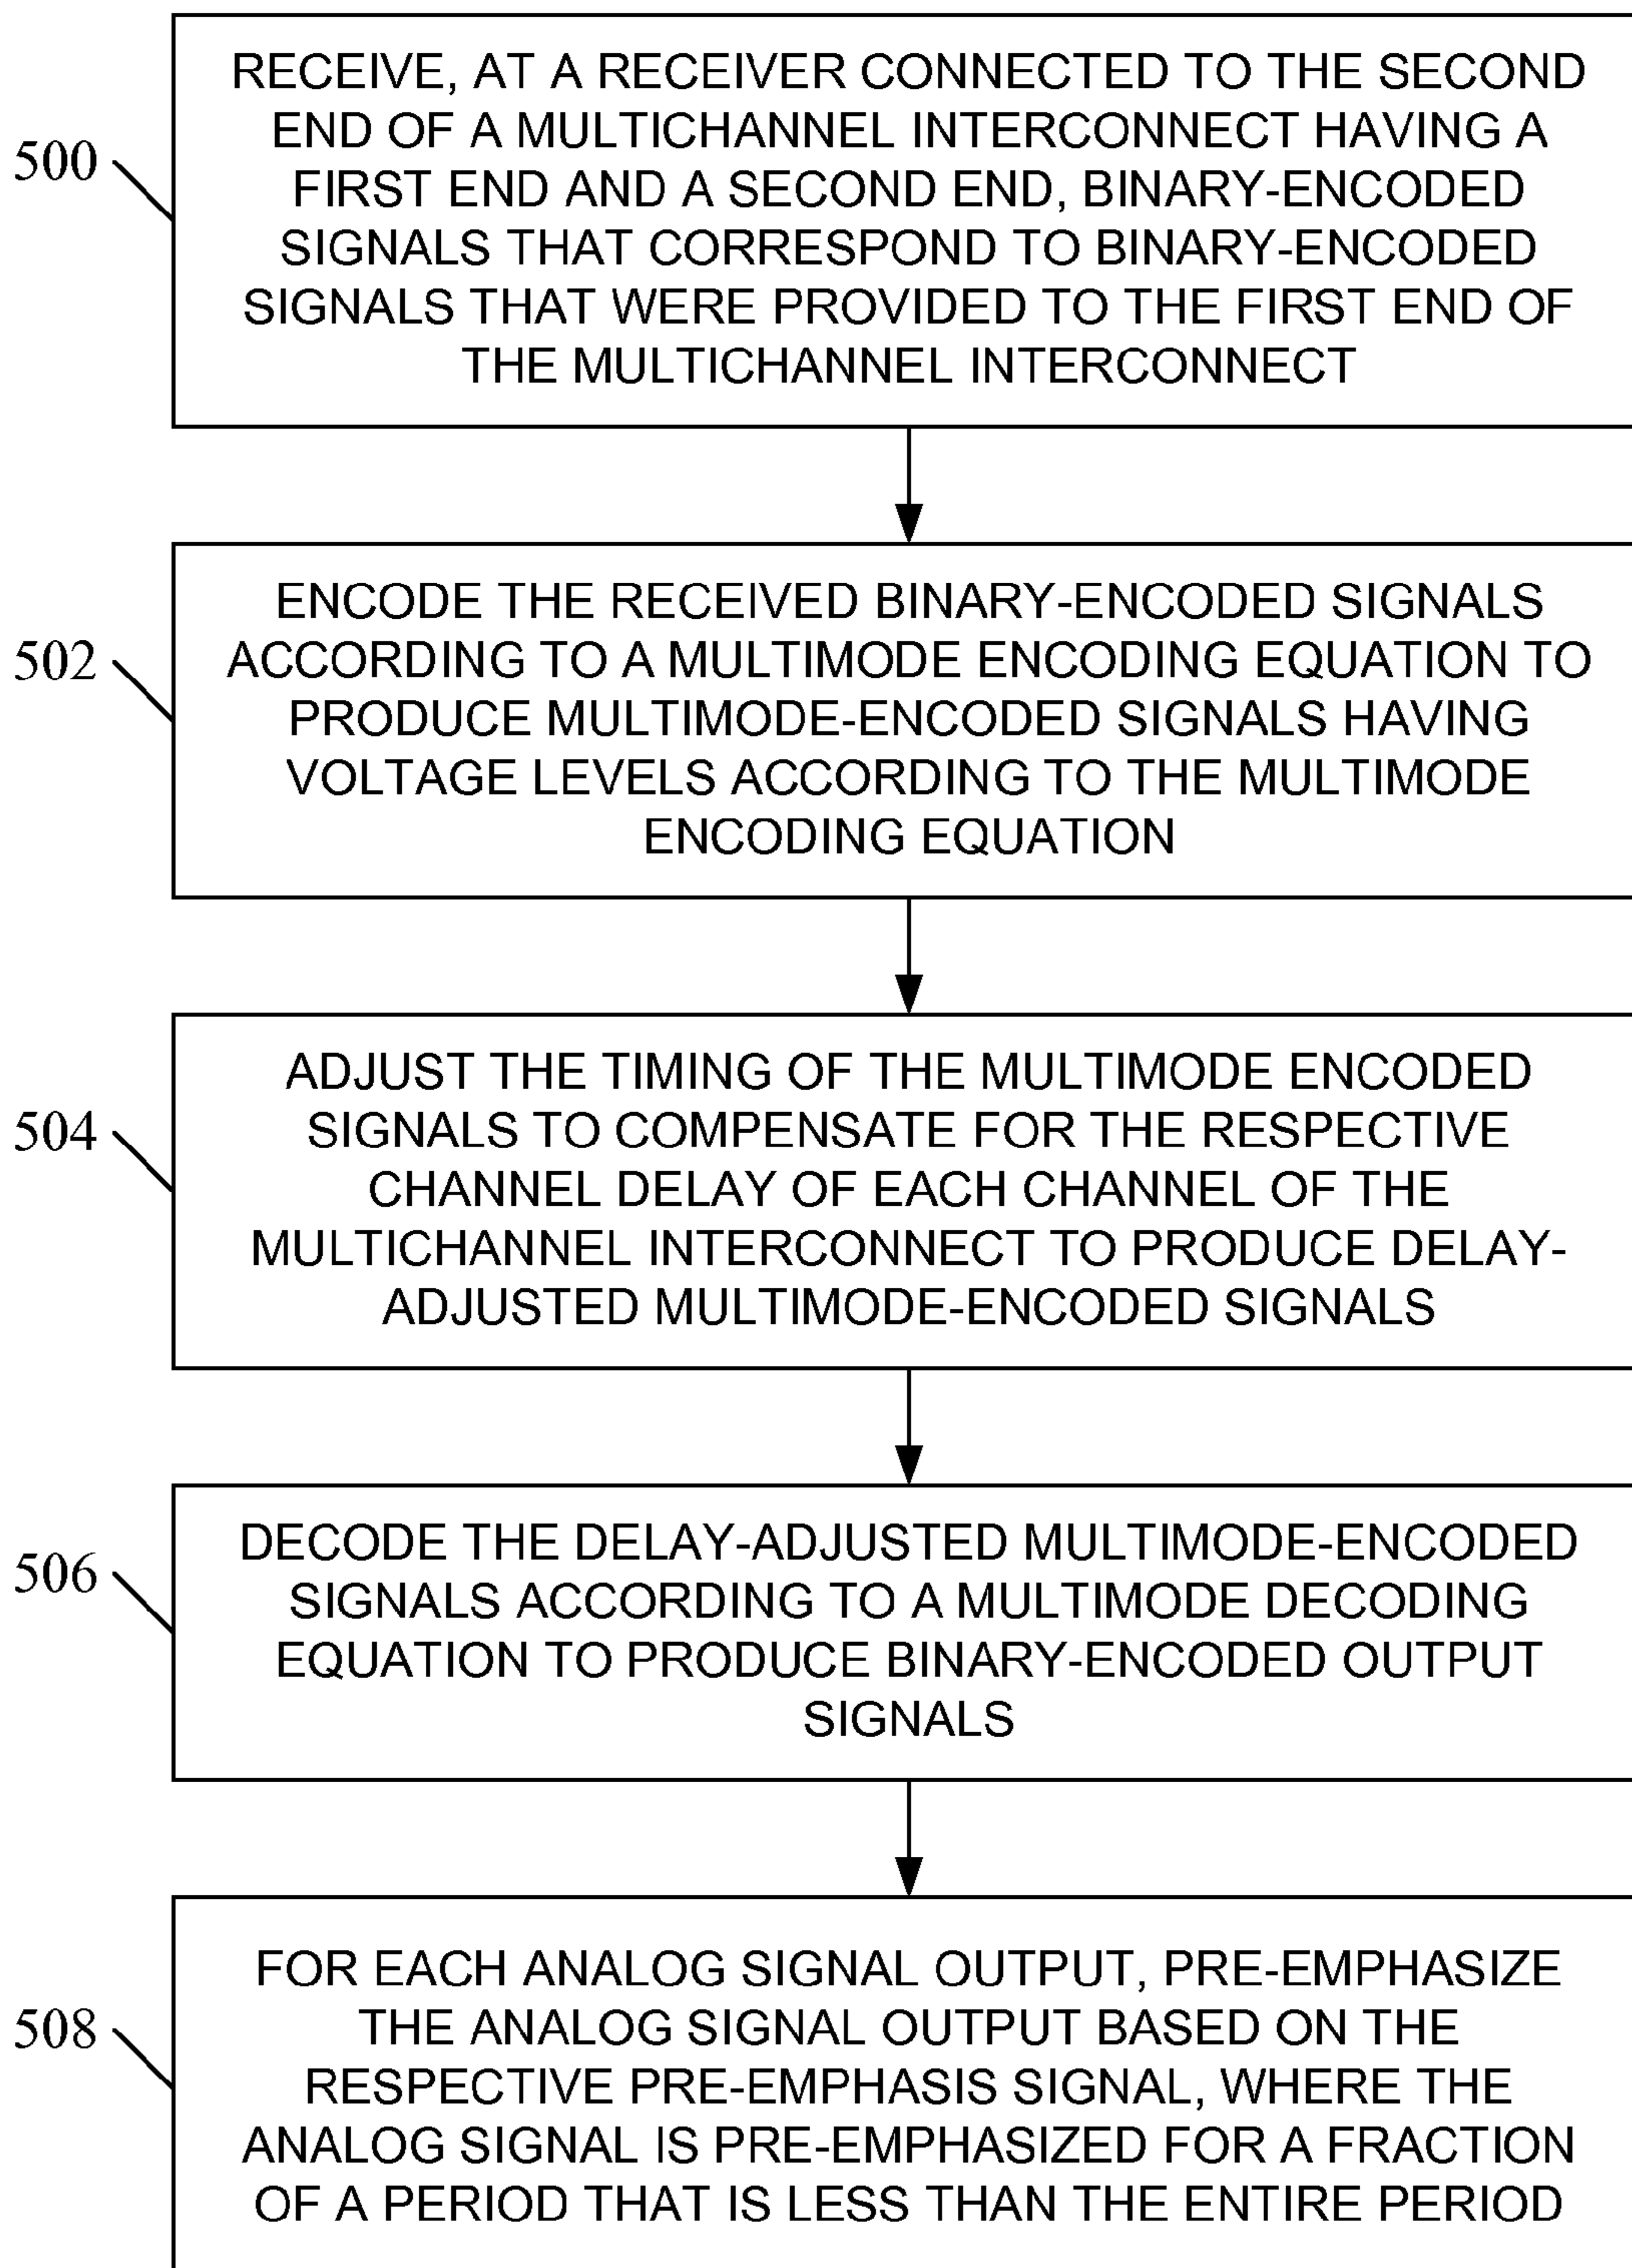 RECEIVE, AT A RECEIVER CONNECTED TO THE SECOND
END OF A MULTICHANNEL INTERCONNECT HAVING A
500
FIRST END AND A SECOND END, BINARY-ENCODED
SIGNALS THAT CORRESPOND TO BINARY-ENCODED
SIGNALS THAT WERE PROVIDED TO THE FIRST END OF
THE MULTICHANNEL INTERCONNECT
ENCODE THE RECEIVED BINARY-ENCODED SIGNALS
502
ACCORDING TO A MULTIMODE ENCODING EQUATION TO
PRODUCE MULTIMODE-ENCODED SIGNALS HAVING
VOLTAGE LEVELS ACCORDING TO THE MULTIMODE
ENCODING EQUATION
ADJUST THE TIMING OF THE MULTIMODE ENCODED
504
SIGNALS TO COMPENSATE FOR THE RESPECTIVE
CHANNEL DELAY OF EACH CHANNEL OF THE
MULTICHANNEL INTERCONNECT TO PRODUCE DELAY-
ADJUSTED MULTIMODE-ENCODED SIGNALS
DECODE THE DELAY-ADJUSTED MULTIMODE-ENCODED
506
SIGNALS ACCORDING TO A MULTIMODE DECODING
EQUATION TO PRODUCE BINARY-ENCODED OUTPUT
SIGNALS
FOR EACH ANALOG SIGNAL OUTPUT, PRE-EMPHASIZE
508
THE ANALOG SIGNAL OUTPUT BASED ON THE
RESPECTIVE PRE-EMPHASIS SIGNAL, WHERE THE
ANALOG SIGNAL IS PRE-EMPHASIZED FOR A FRACTION
OF A PERIOD THAT IS LESS THAN THE ENTIRE PERIOD